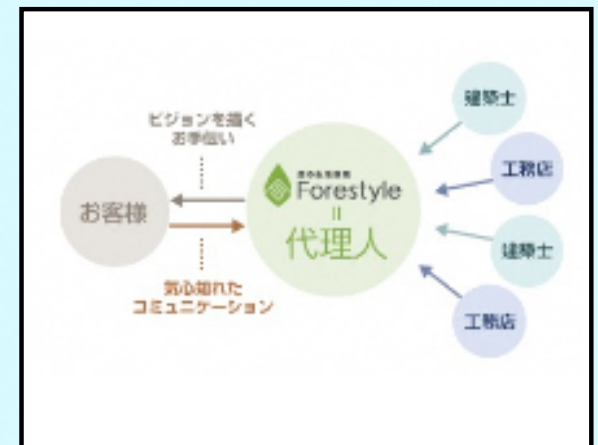 建築士
ビジョンを描く
お手伝い
工務店
Forestyle
お客様
=
代理人
建築士
気心知れた
コミュニケーション
工務店